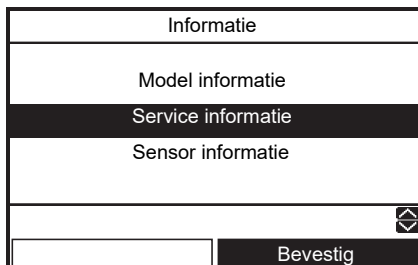 Informatie
Model informatie
Service informatie
Sensor informatie
Bevestig